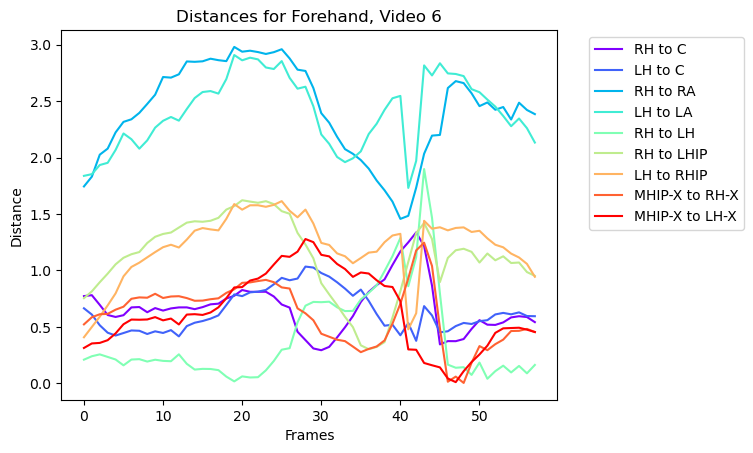 Distances for Forehand, Video 6
3.0
2.5
2.0
1.5
1.0
0.5
0.0
Distance
0 10 20 30 40 50
Frames
RH to C
LH to C
RH to RA
LH to LA
RH to LH
RH to LHIP
LH to RHIP
MHIP-X to RH-X
MHIP-X to LH-X